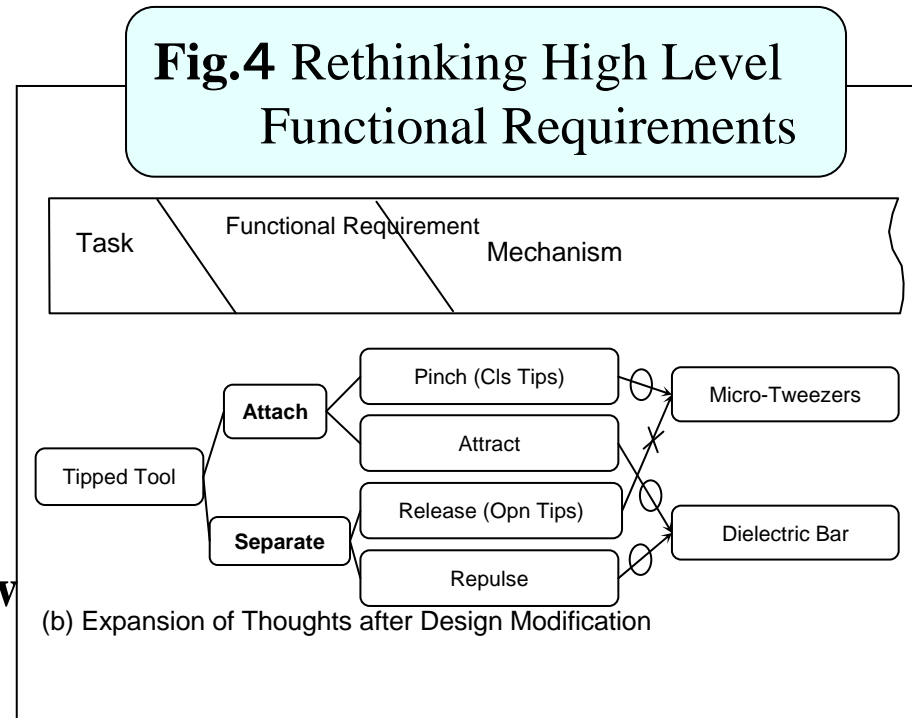 Fig.4 Rethinking High Level
Functional Requirements
Task
Functional Requirement
Mechanism
Pinch (Cls Tips)
Micro-Tweezers
Attach
Attract
Tipped Tool
Release (Opn Tips)
Separate
Dielectric Bar
Repulse
(b) Expansion of Thoughts after Design Modification